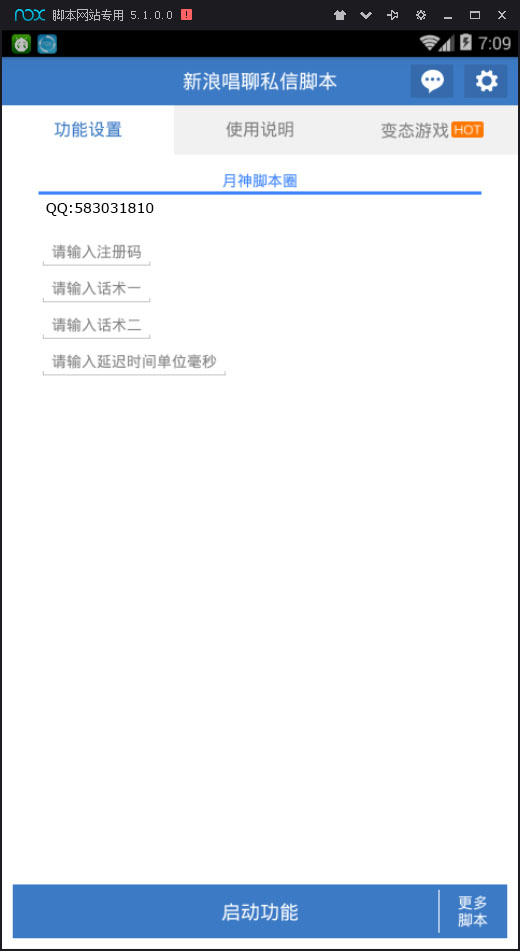 nox 脚本网站专用 5.1.0.0
7:09
新浪唱聊私信脚本
功能设置 使用说明 变态游戏 HOT
月神脚本圈
QQ:583031810
请输入注册码
请输入话术一
请输入话术二
请输入延迟时间单位毫秒
启动功能 更多
脚本